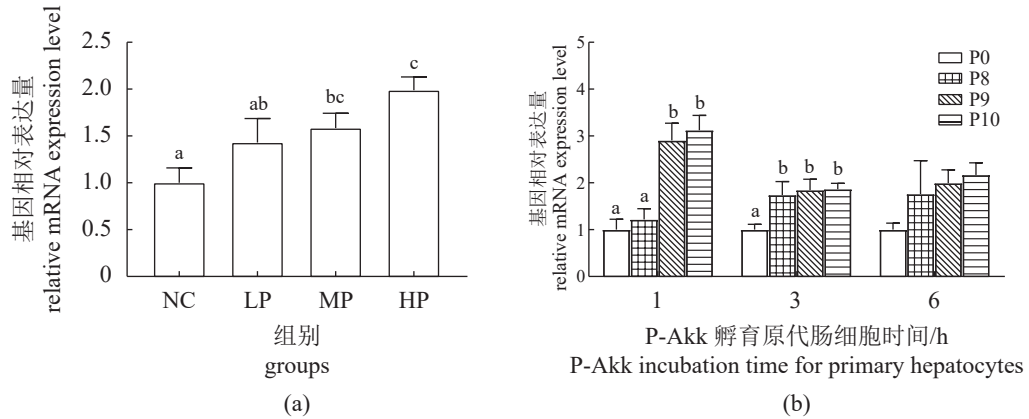 基因相对表达量
relative mRNA expression level
2.5
2.0
1.5
1.0
0.5
0
a
ab
bc
c
NC LP MP HP
组别
groups
(a)
基因相对表达量
relative mRNA expression level
5
4
3
2
1
0
P0
P8
P9
P10
a a b b
a b b b
1 3 6
P-Akk 孵育原代肠细胞时间/h
P-Akk incubation time for primary hepatocytes
(b)